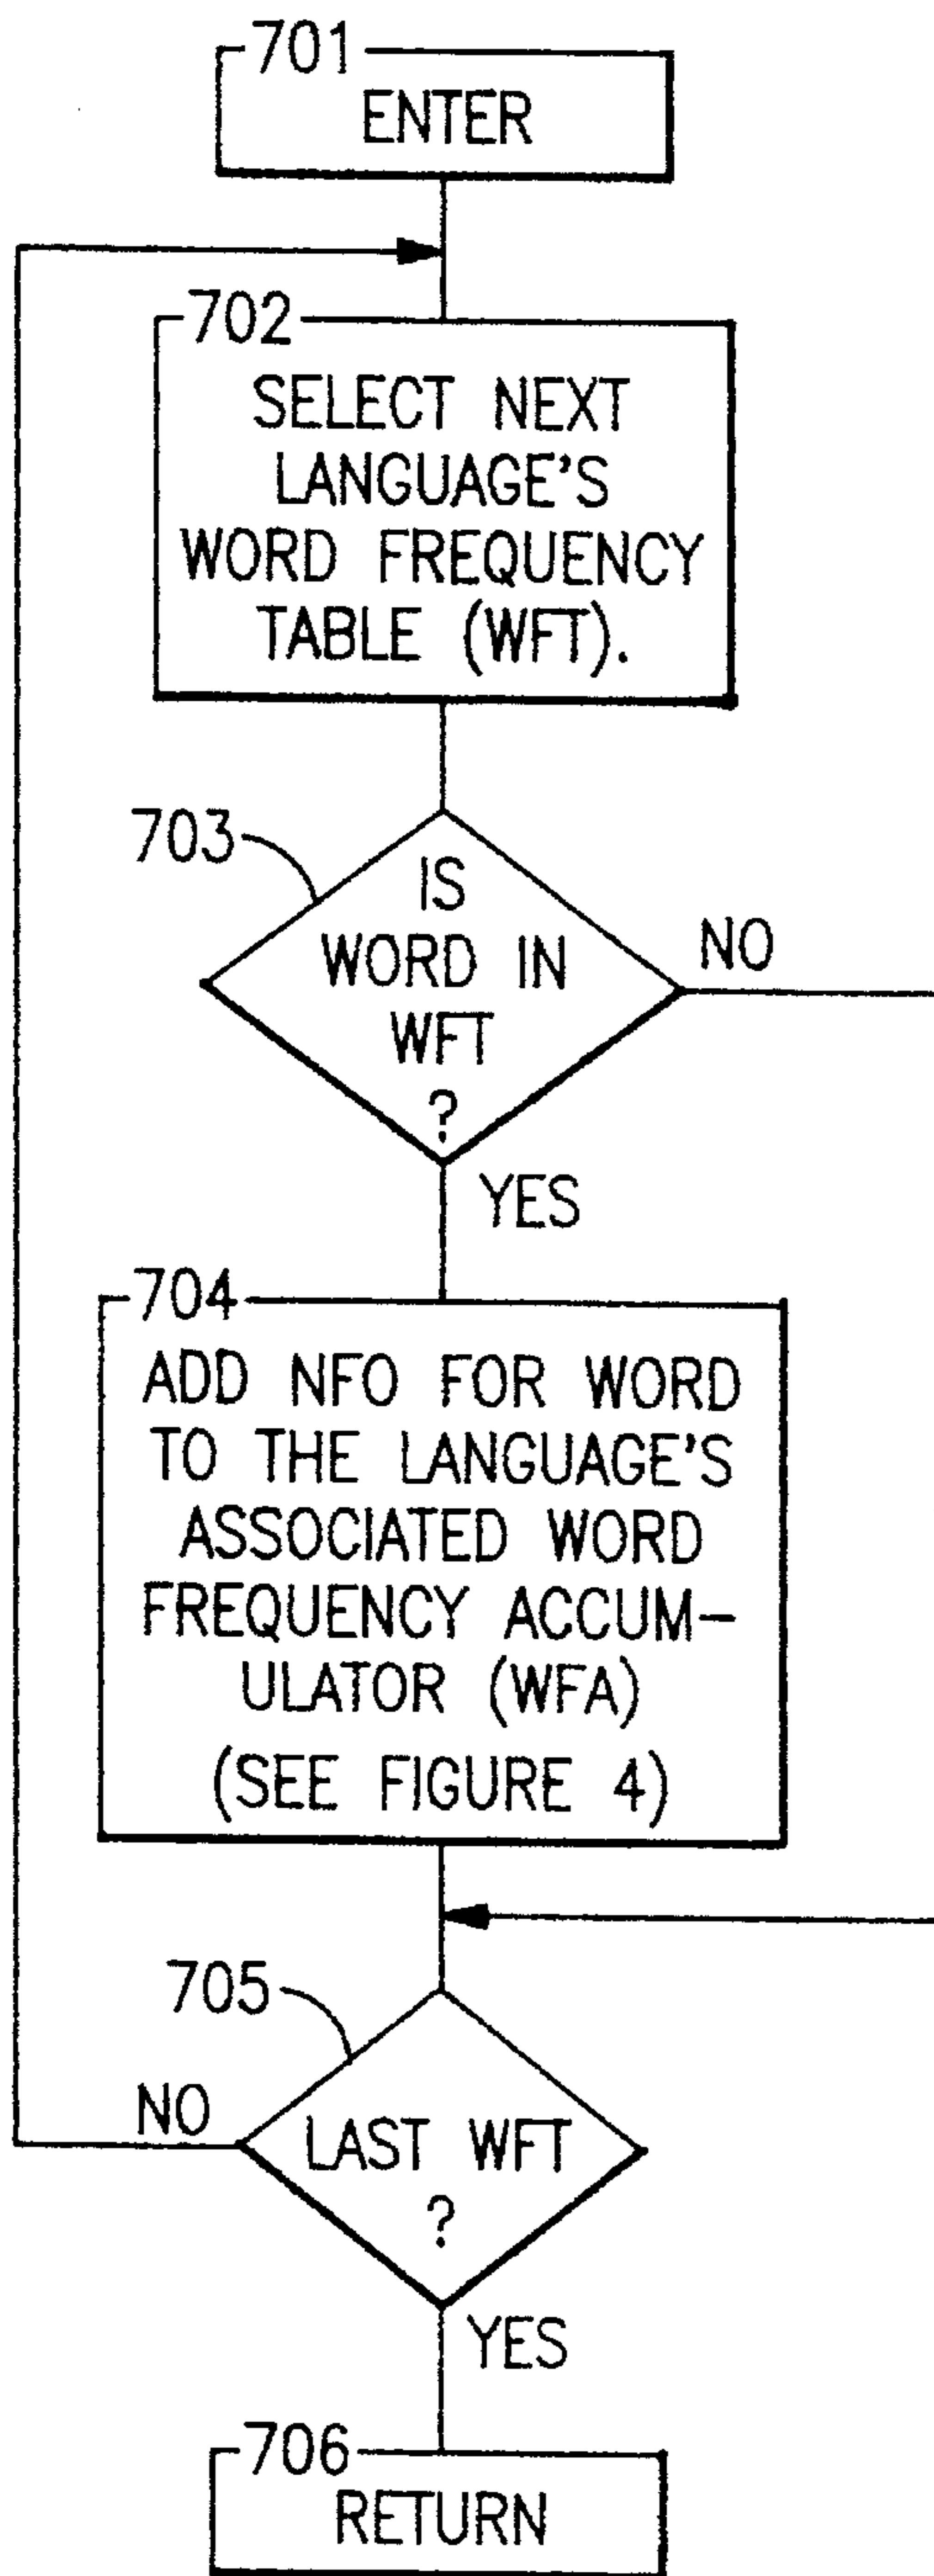 701
ENTER
702
SELECT NEXT
LANGUAGE'S
WORD FREQUENCY
TABLE (WFT).
703
IS
WORD IN
WFT
?
NO
YES
704
ADD NFO FOR WORD
TO THE LANGUAGE'S
ASSOCIATED WORD
FREQUENCY ACCUM-
ULATOR (WFA)
(SEE FIGURE 4)
705
NO
LAST WFT
?
YES
706
RETURN